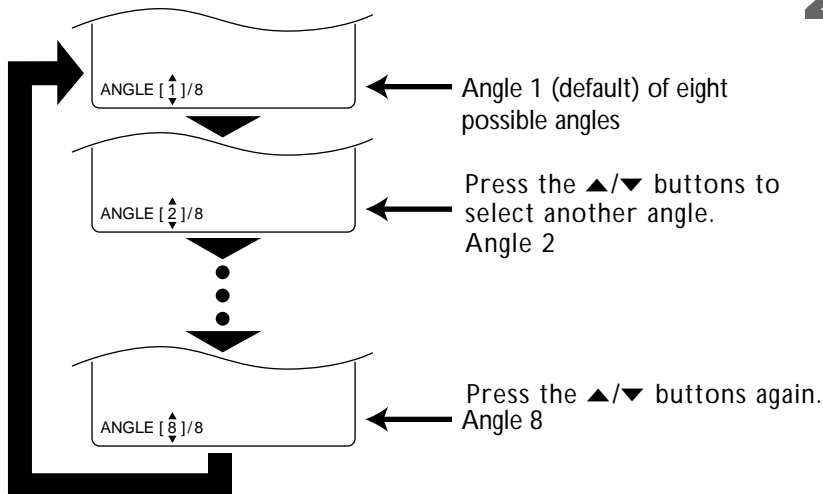 ANGLE [ 1 ]/8
Angle 1 (default) of eight
possible angles
ANGLE [ 2 ]/8
Press the ▲/▼ buttons to
select another angle.
Angle 2
ANGLE [ 8 ]/8
Press the ▲/▼ buttons again.
Angle 8